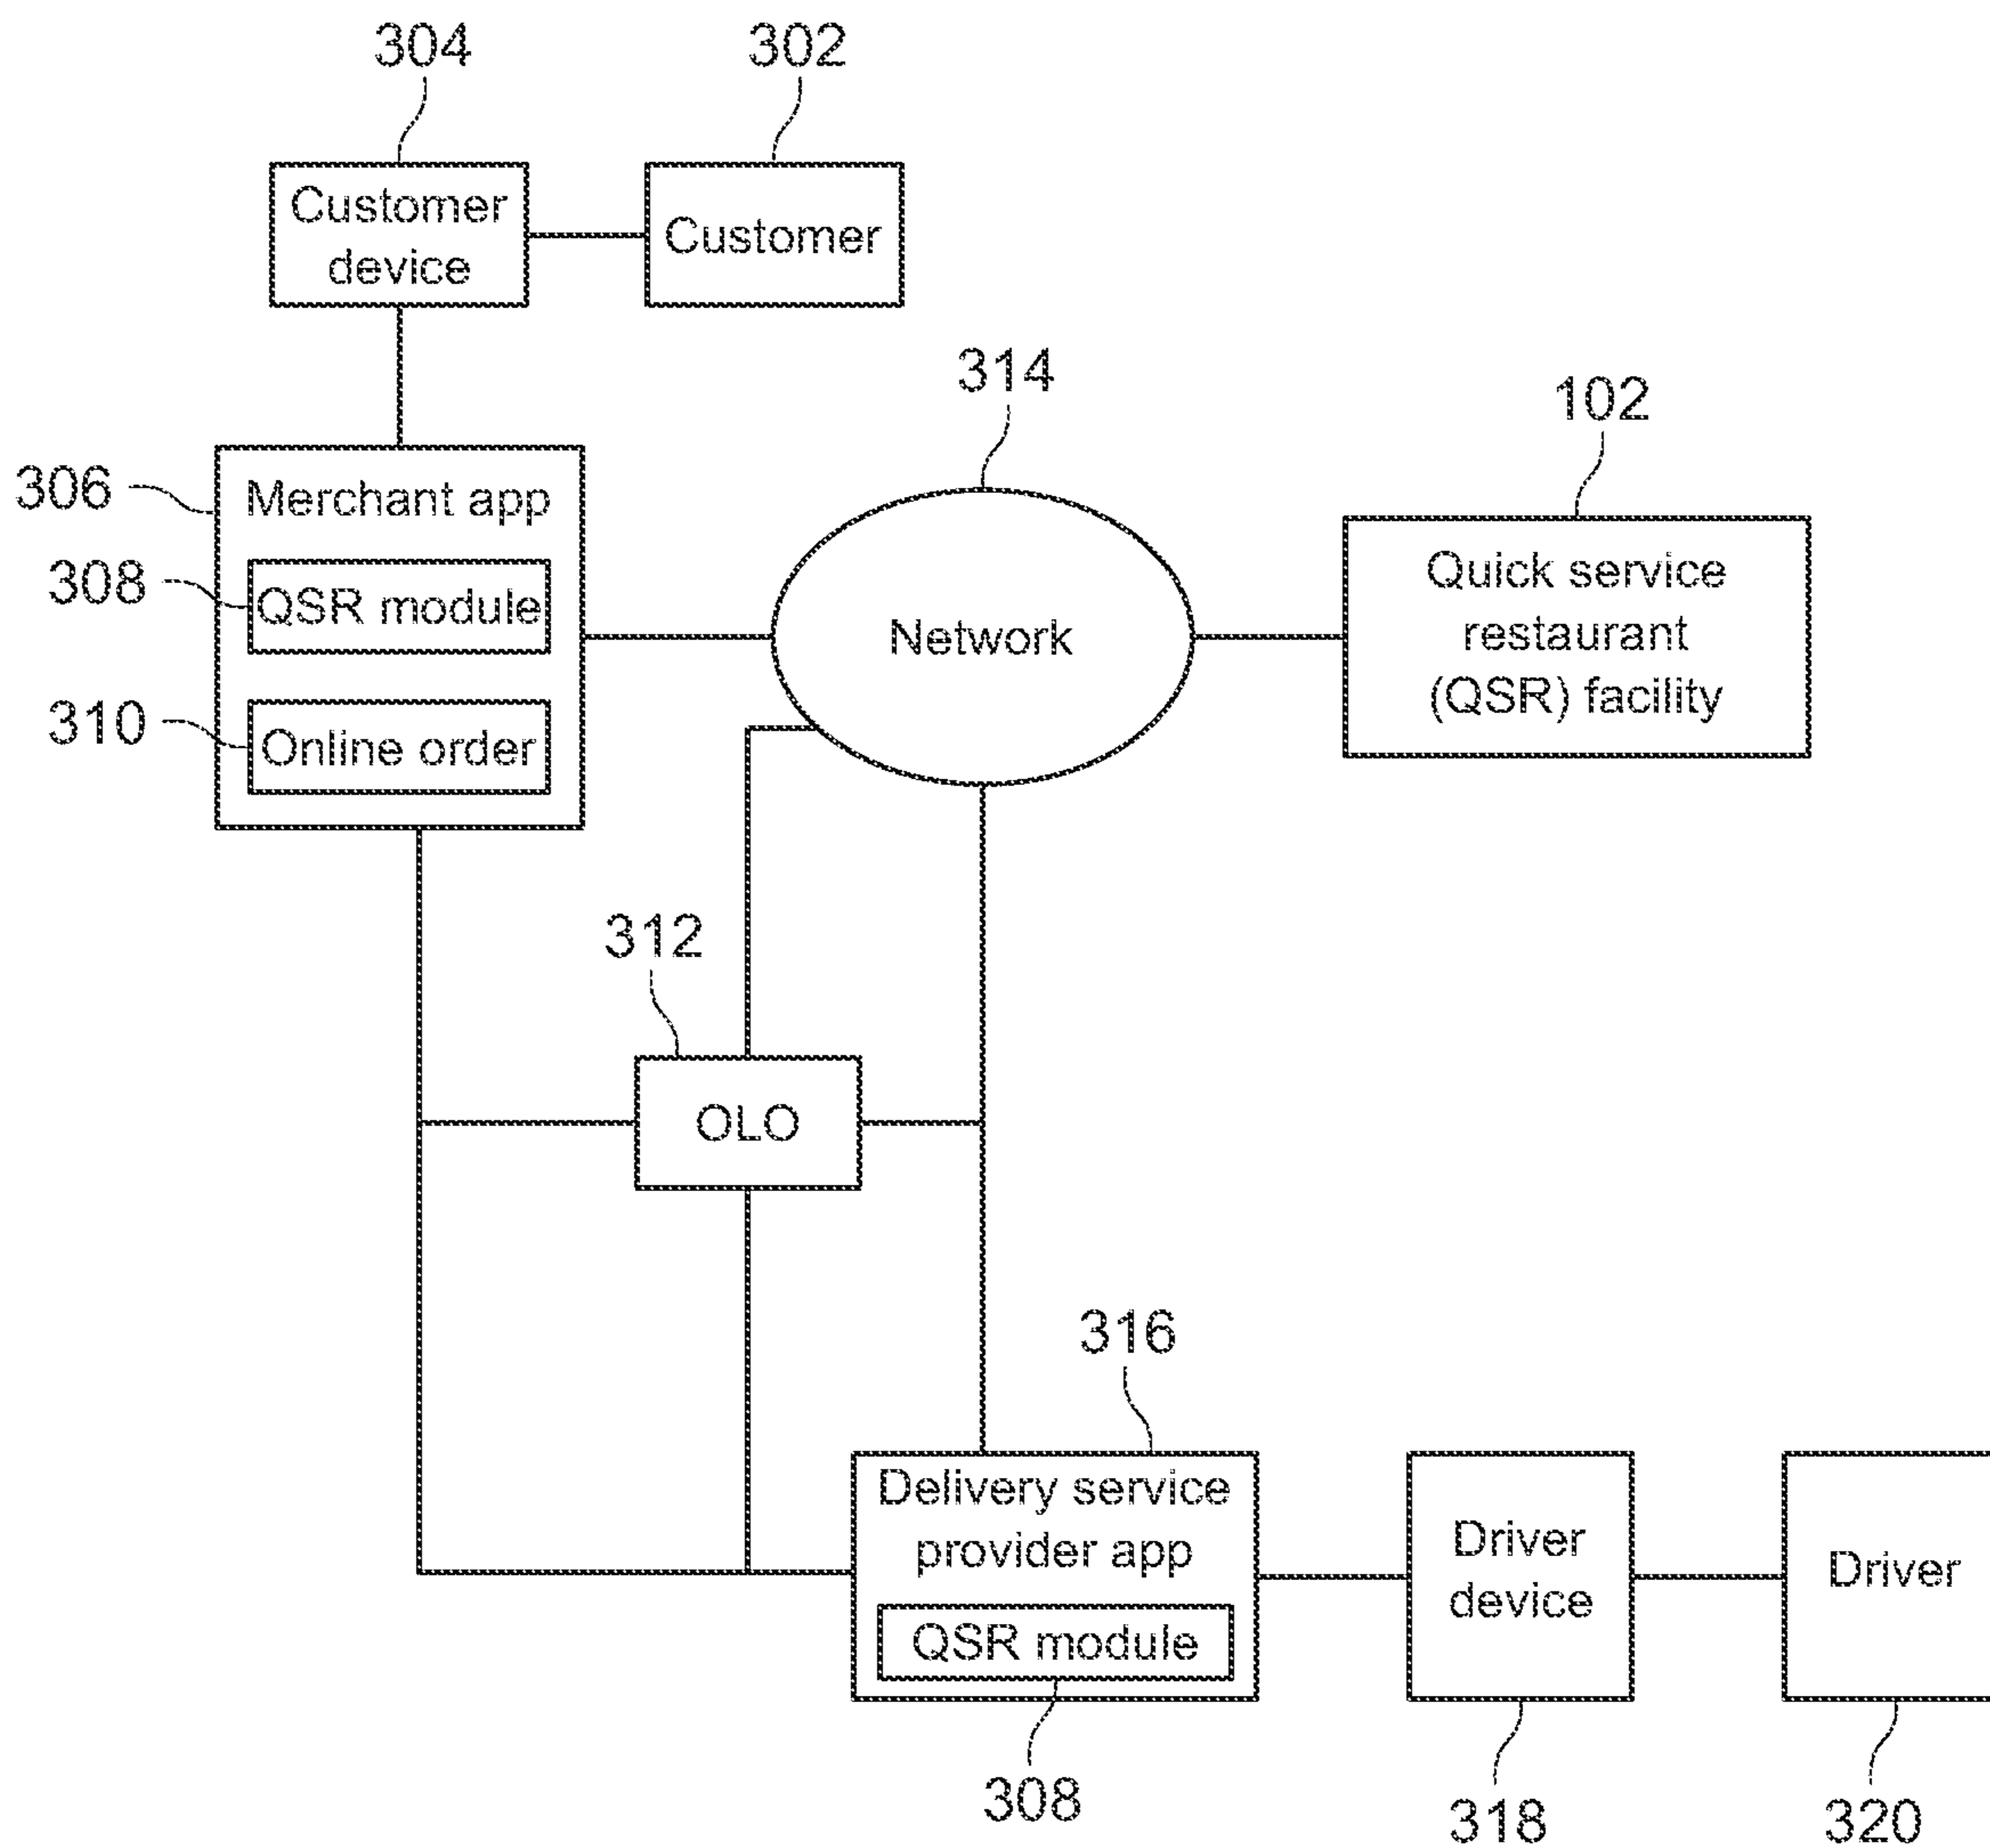 304
302
Customer
device
Customer
314
102
306
Merchant app
308
QSR module
310
Online order
Network
Quick service
restaurant
(QSR) facility
312
OLO
316
Delivery service
provider app
QSR module
308
Driver
device
318
Driver
320